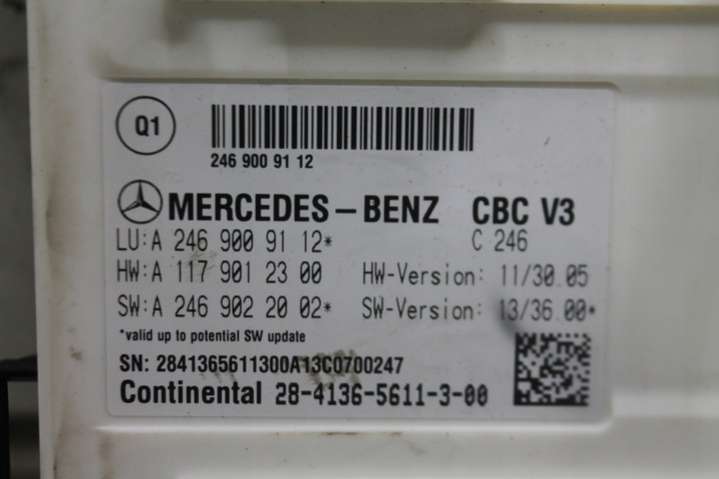 Q1
246 900 91 12
MERCEDES-BENZ CBC V3
LU:A 246 900 91 12* C 246
HW:A 117 901 23 00 HW-Version: 11/30.05
SW:A 246 902 20 02* SW-Version: 13/36.00*
*valid up to potential SW update
SN: 2841365611300A13C0700247
Continental 28-4136-5611-3-00